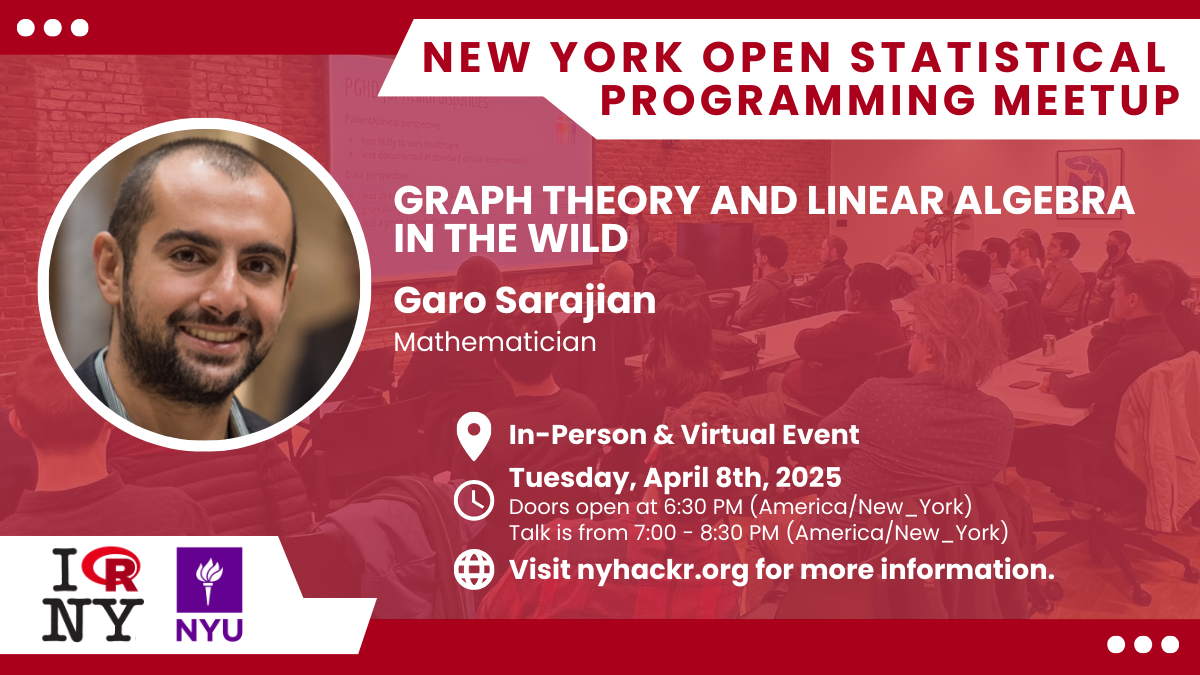 NEW YORK OPEN STATISTICAL
PROGRAMMING MEETUP
GRAPH THEORY AND LINEAR ALGEBRA
IN THE WILD
Garo Sarajian
Mathematician
In-Person & Virtual Event
Tuesday, April 8th, 2025
Doors open at 6:30 PM (America/New_York)
Talk is from 7:00 - 8:30 PM (America/New_York)
Visit nyhackr.org for more information.
I R
NY
NYU